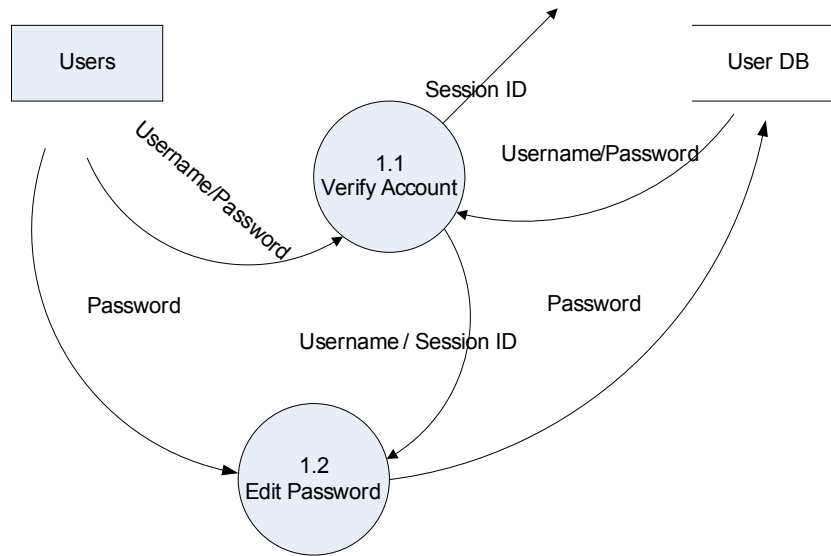 Users
User DB
Session ID
Username/Password
1.1
Verify Account
Username/Password
Password
Password
Username / Session ID
1.2
Edit Password